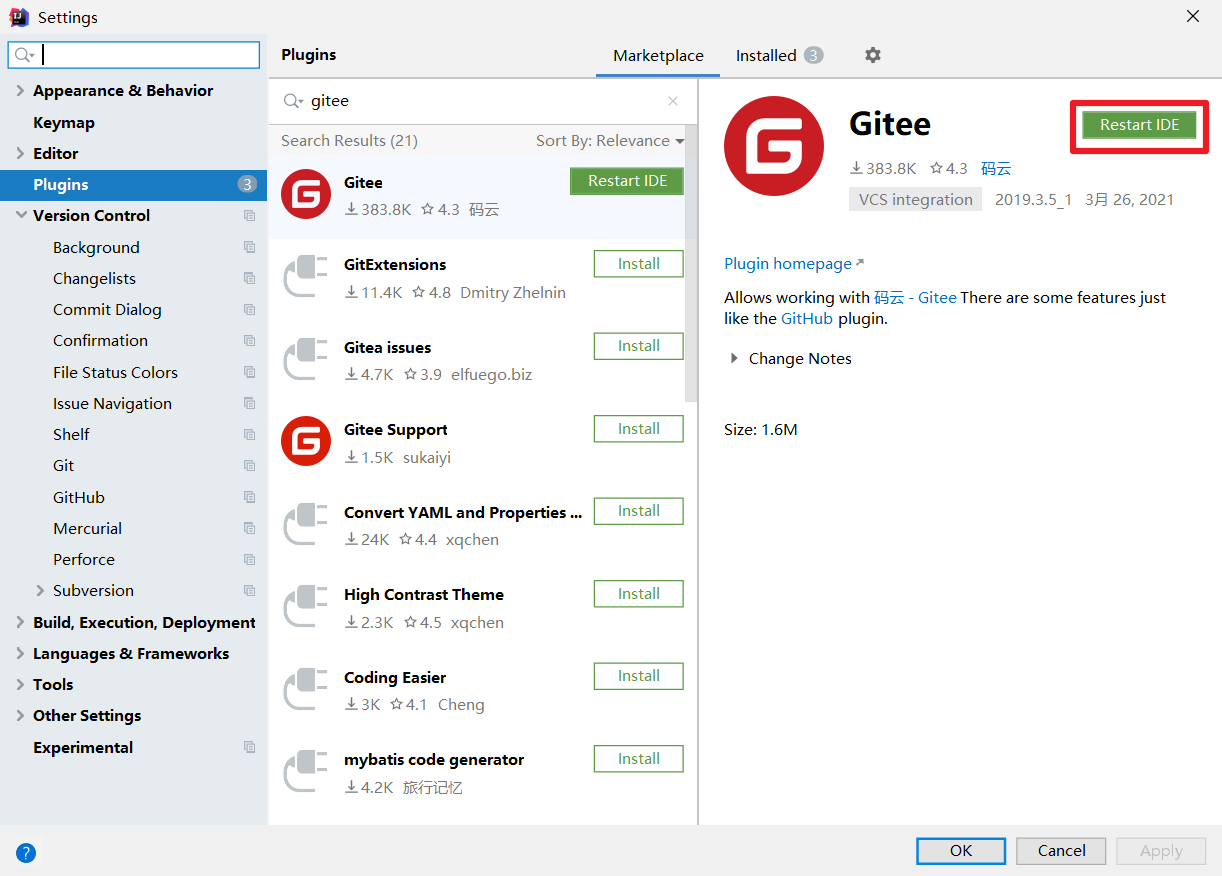 Settings
Plugins
Marketplace
Installed 3
Appearance & Behavior
Keymap
Editor
Plugins 3
Version Control
Background
Changelists
Commit Dialog
Confirmation
File Status Colors
Issue Navigation
Shelf
Git
GitHub
Mercurial
Perforce
Subversion
Build, Execution, Deployment
Languages & Frameworks
Tools
Other Settings
Experimental
gitee
Search Results (21) Sort By: Relevance
Gitee Restart IDE
383.8K 4.3 码云
GitExtensions Install
11.4K 4.8 Dmitry Zhelnin
Gitea issues Install
4.7K 3.9 elfuego.biz
Gitee Support Install
1.5K sukaiyi
Convert YAML and Properties ... Install
24K 4.4 xqchen
High Contrast Theme Install
2.3K 4.5 xqchen
Coding Easier Install
3K 4.1 Cheng
mybatis code generator Install
4.2K 旅行记忆
Gitee Restart IDE
383.8K 4.3 码云
VCS integration 2019.3.5_1 3月 26, 2021
Plugin homepage
Allows working with 码云 - Gitee There are some features just
like the GitHub plugin.
Change Notes
Size: 1.6M
? OK Cancel Apply